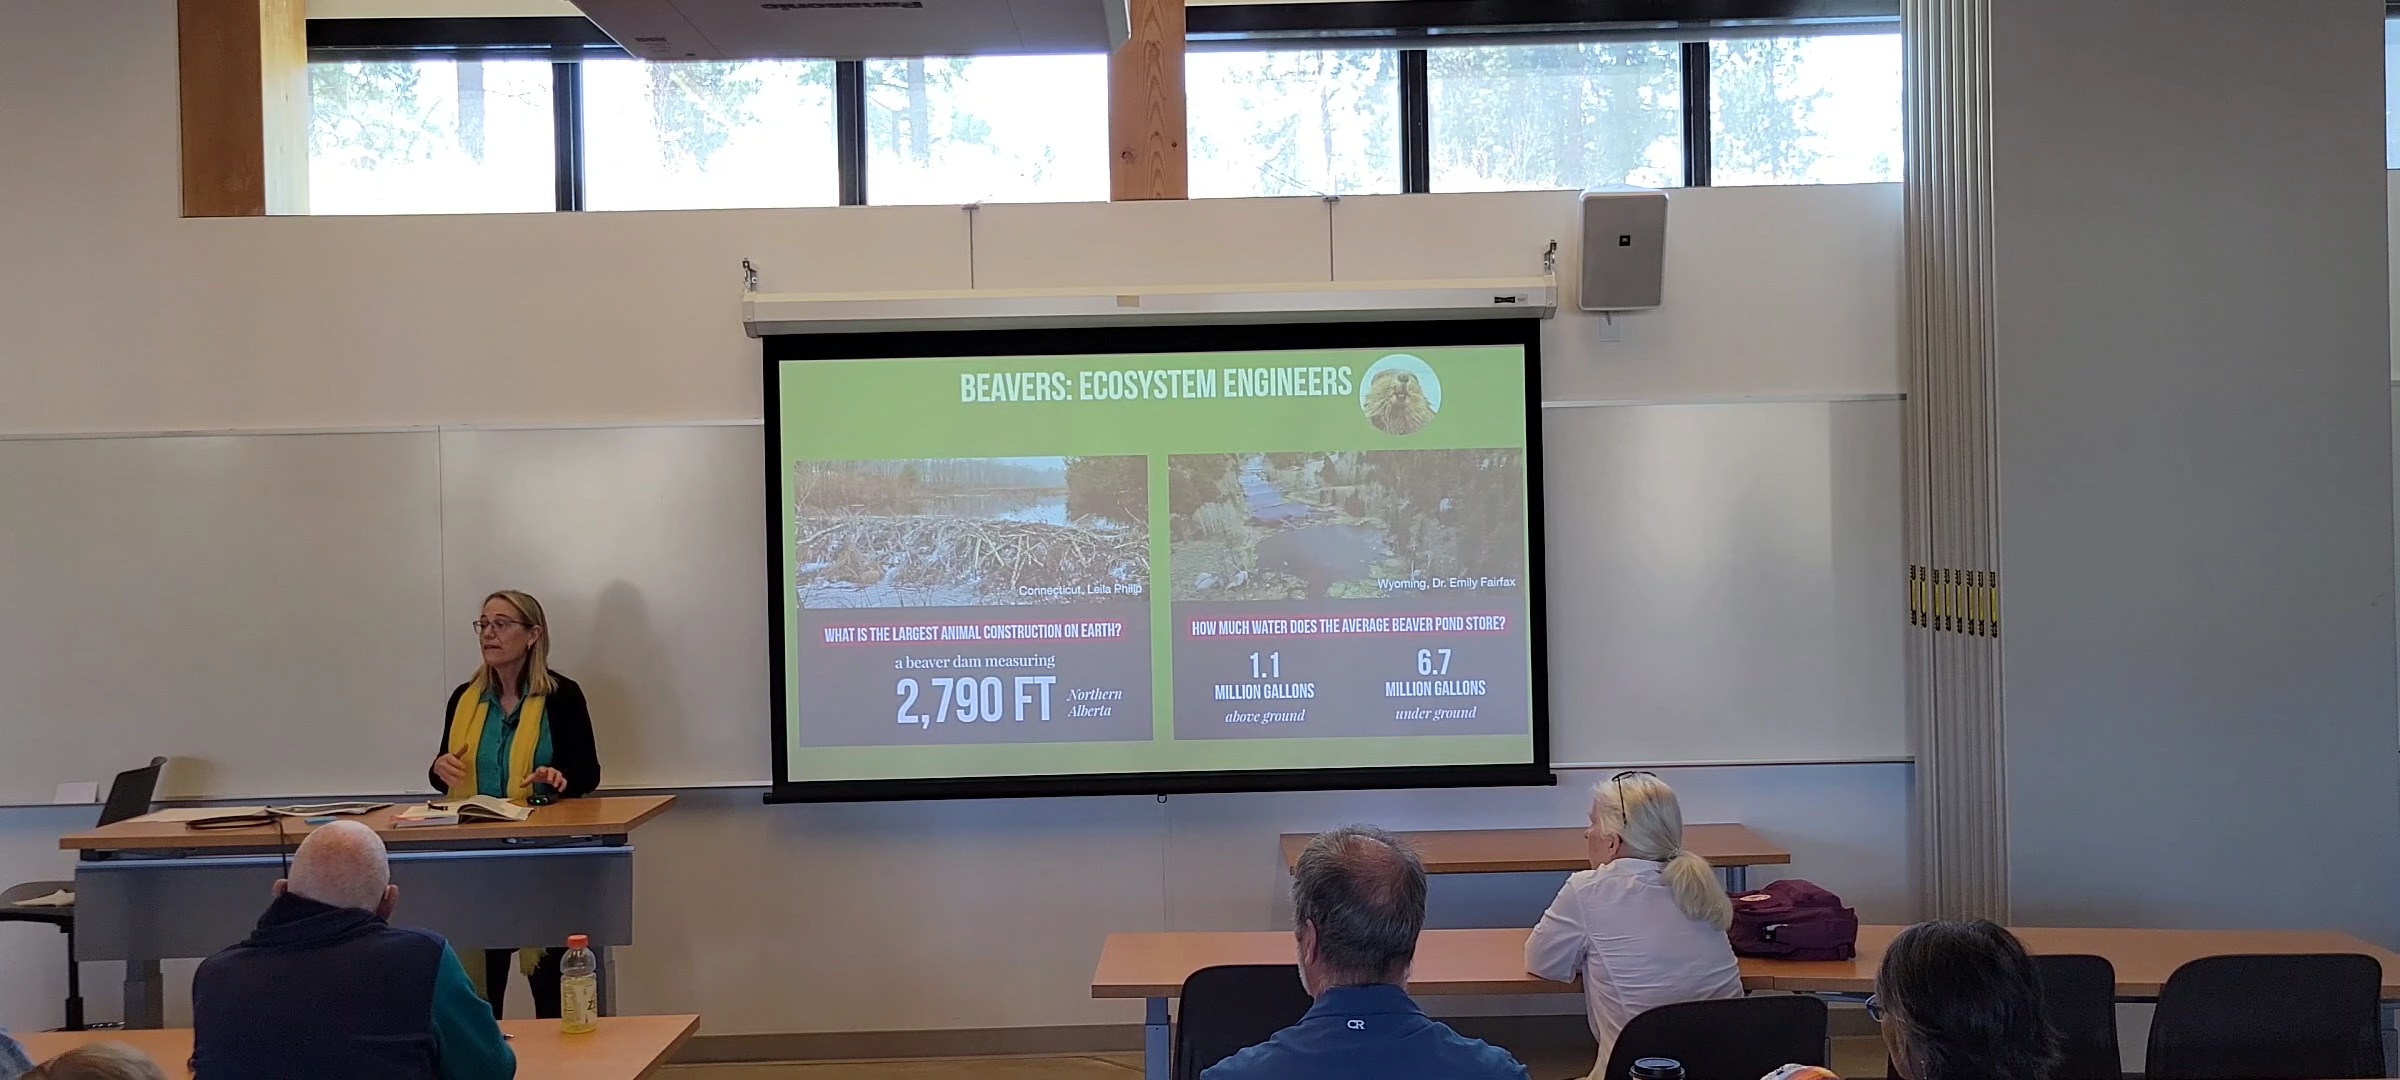 Panasonic
BEAVERS: ECOSYSTEM ENGINEERS
Connecticut, Leila Philip
Wyoming, Dr. Emily Fairfax
WHAT IS THE LARGEST ANIMAL CONSTRUCTION ON EARTH?
a beaver dam measuring
2,790 FT
Northern
Alberta
HOW MUCH WATER DOES THE AVERAGE BEAVER POND STORE?
1.1
MILLION GALLONS
above ground
6.7
MILLION GALLONS
under ground
CR